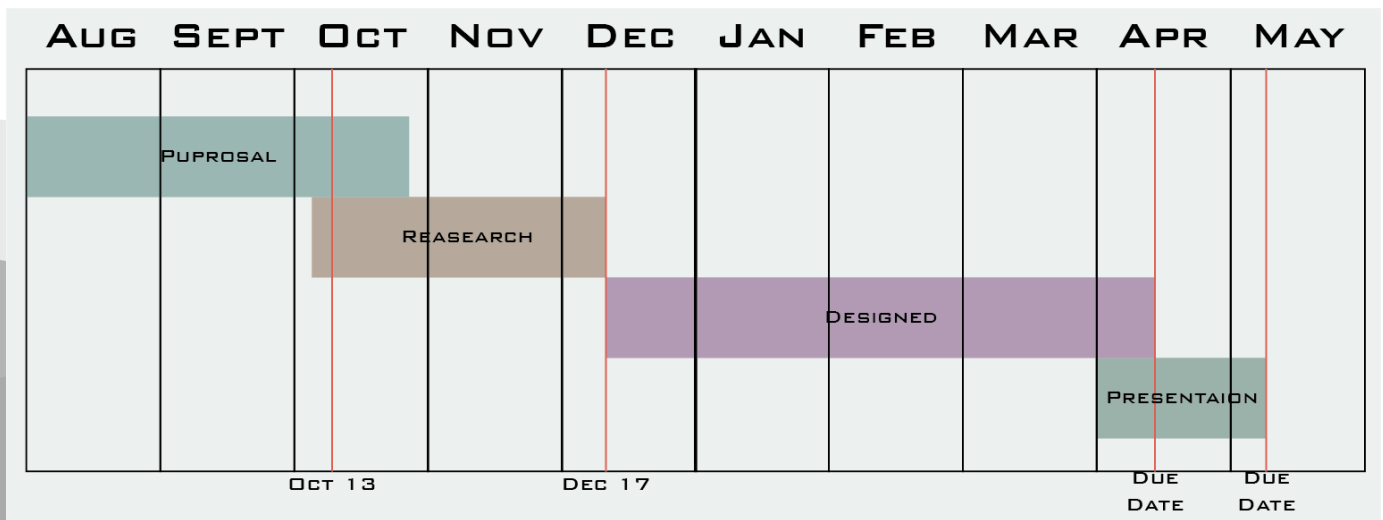 Aug Sept Oct Nov Dec Jan Feb Mar Apr May
Puprosal
Reasearch
Designed
Presentaion
Oct 13 Dec 17 Due Date Due Date